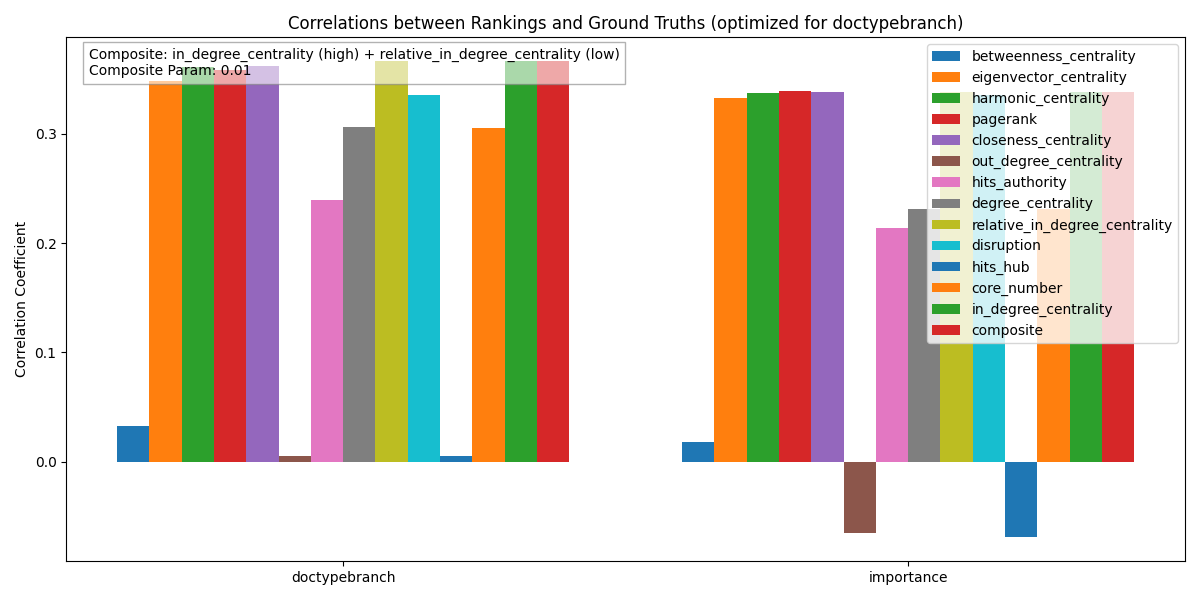 Correlations between Rankings and Ground Truths (optimized for doctypebranch)
Composite: in_degree_centrality (high) + relative_in_degree_centrality (low)
Composite Param: 0.01
betweenness_centrality
eigenvector_centrality
harmonic_centrality
pagerank
closeness_centrality
out_degree_centrality
hits_authority
degree_centrality
relative_in_degree_centrality
disruption
hits_hub
core_number
in_degree_centrality
composite
Correlation Coefficient
0.3
0.2
0.1
0.0
doctypebranch
importance